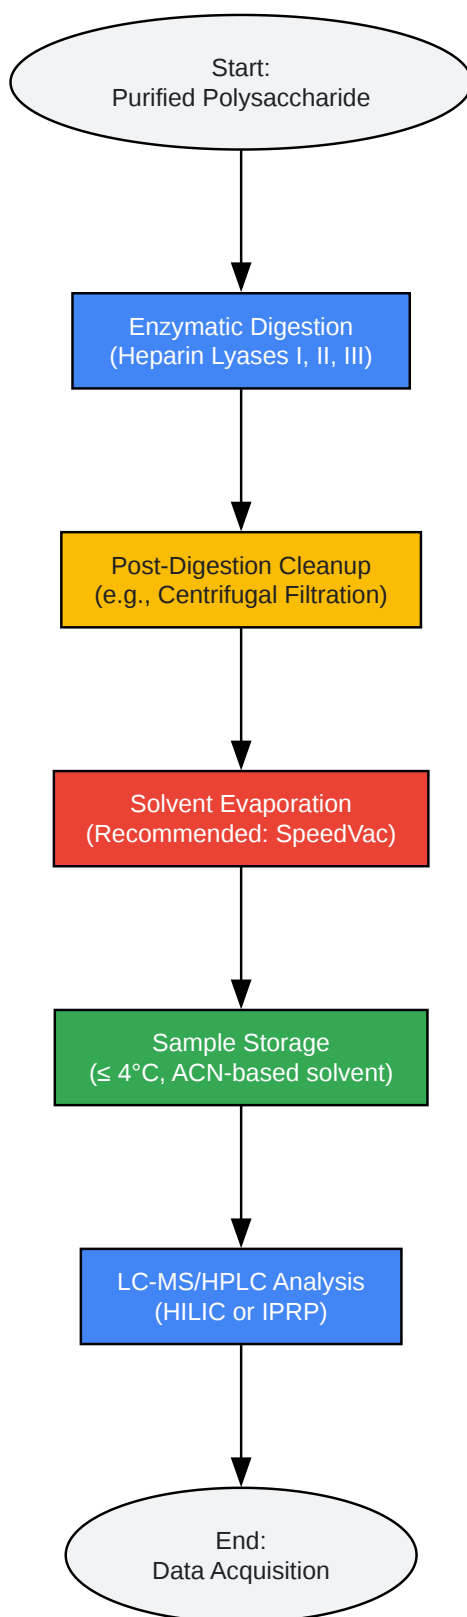 Start:
Purified Polysaccharide
Enzymatic Digestion
(Heparin Lyases I, II, III)
Post-Digestion Cleanup
(e.g., Centrifugal Filtration)
Solvent Evaporation
(Recommended: SpeedVac)
Sample Storage
(≤ 4°C, ACN-based solvent)
LC-MS/HPLC Analysis
(HILIC or IPRP)
End:
Data Acquisition